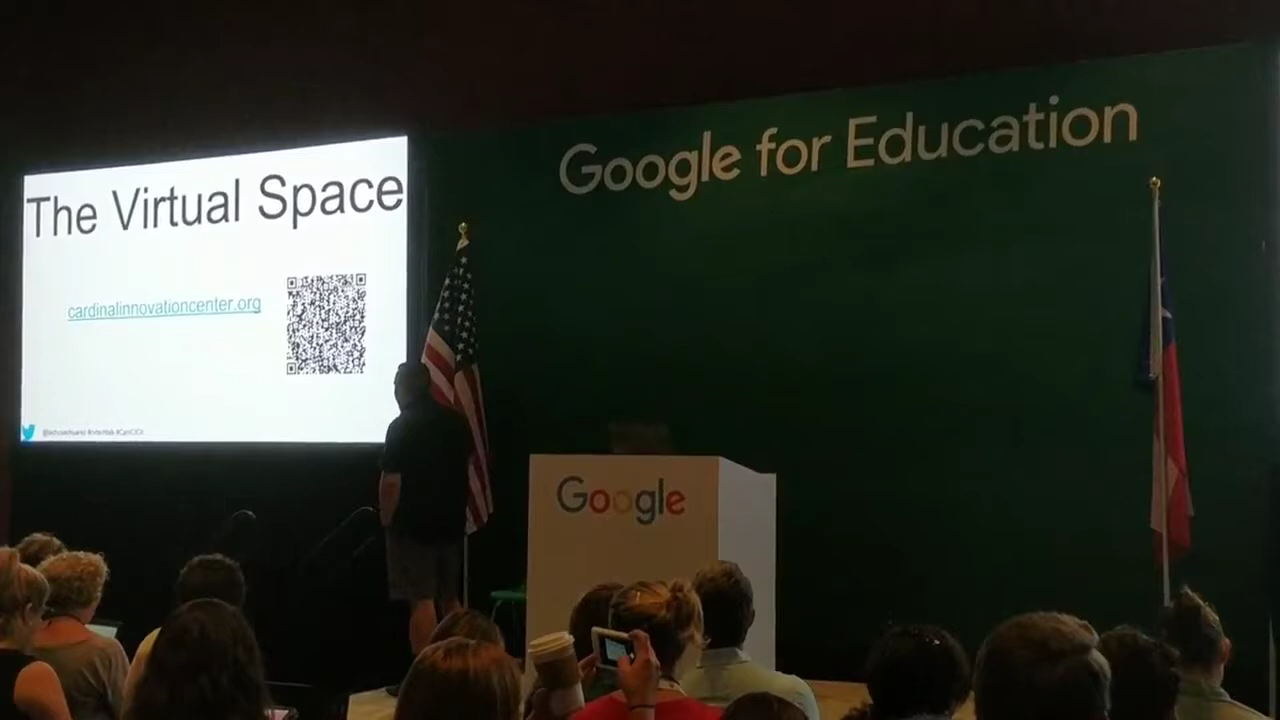 The Virtual Space
cardinalinnovationcenter.org
Google for Education
Google